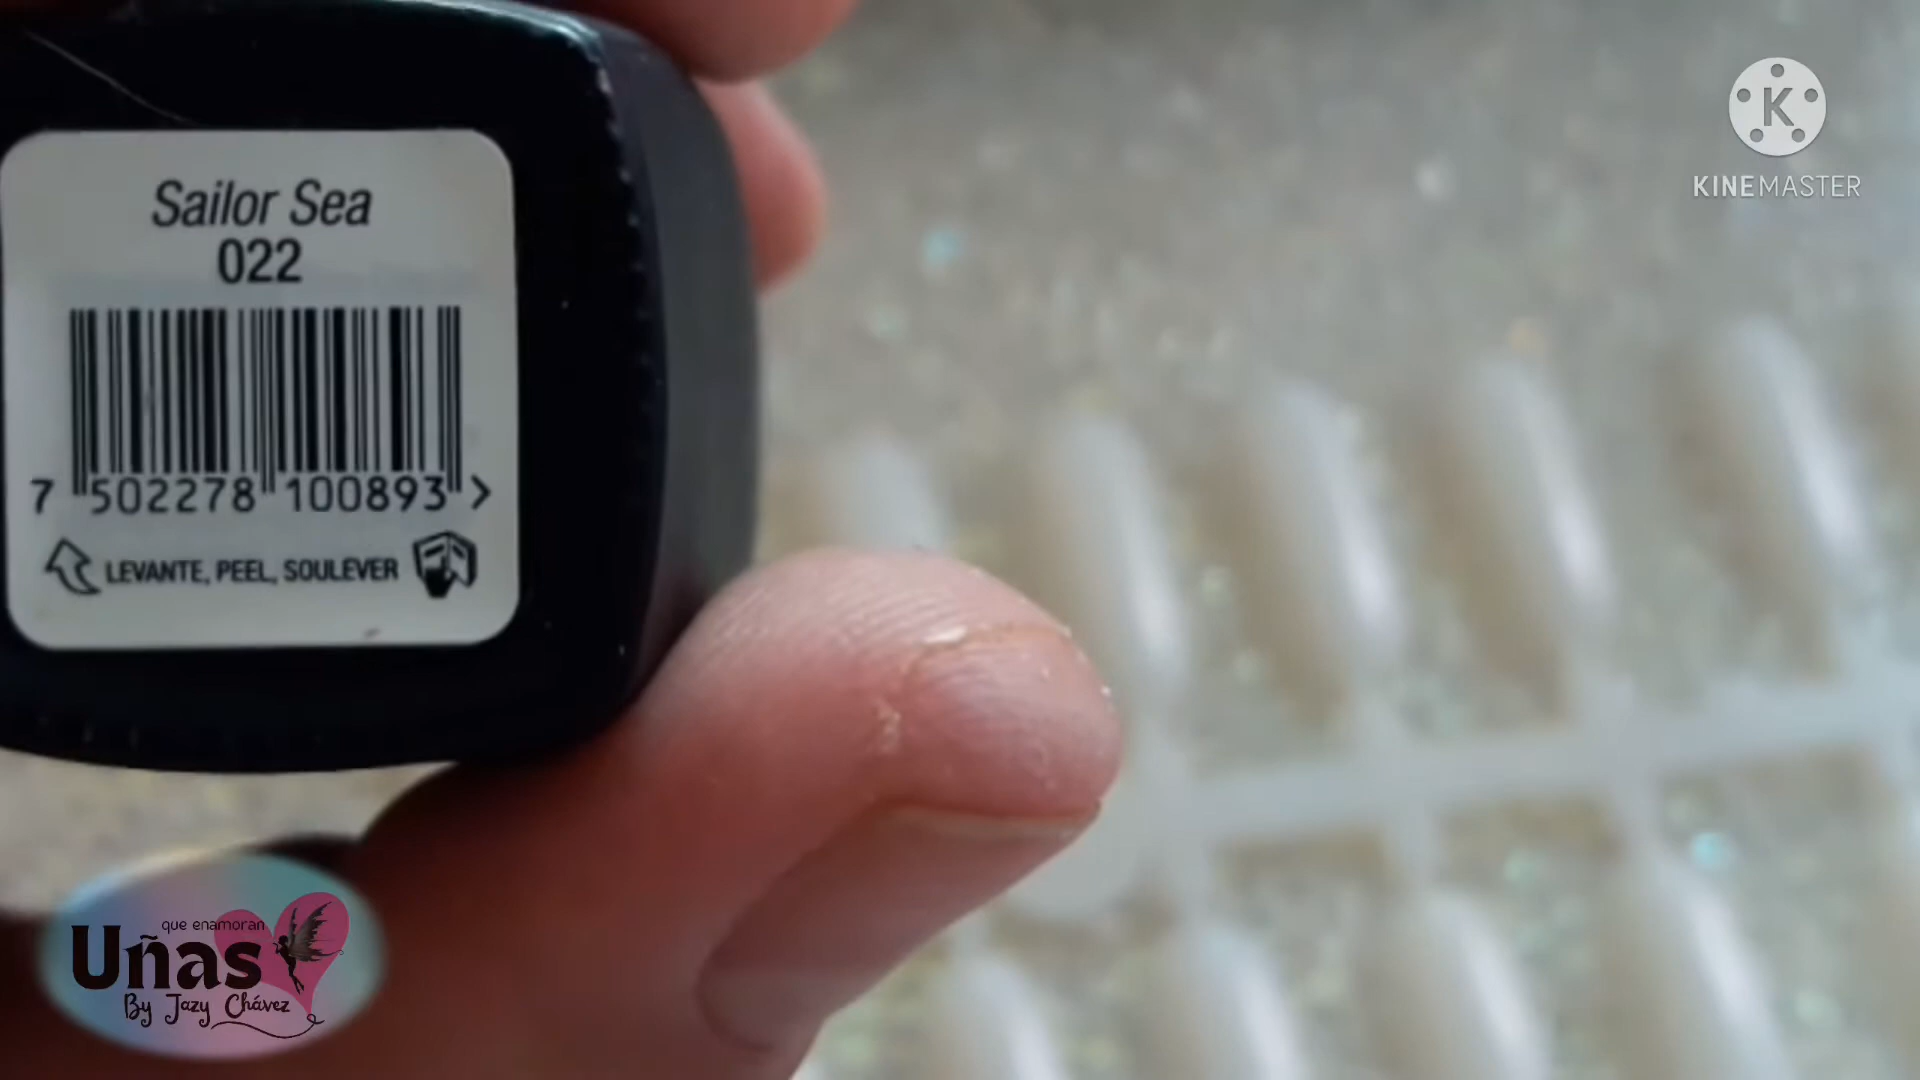 Sailor Sea
022
7 502278 100893 >
LEVANTE, PEEL, SOULEVER
K
KINEMASTER
que enamoran
Uñas
By Jazy Chávez